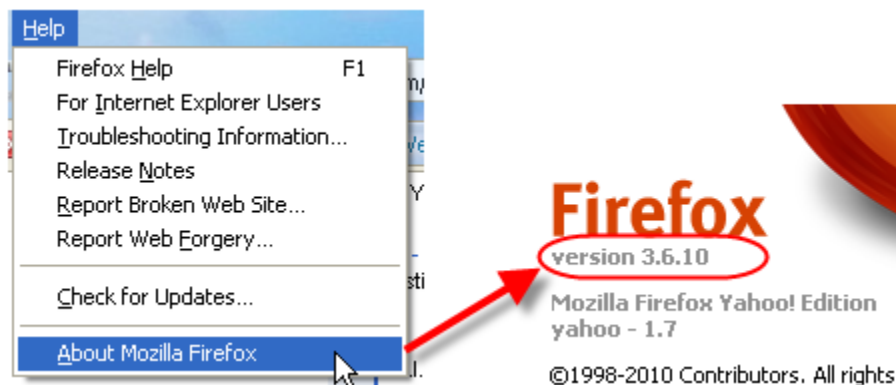 Help
Firefox Help F1
For Internet Explorer Users
Troubleshooting Information...
Release Notes
Report Broken Web Site...
Report Web Forgery...
Check for Updates...
About Mozilla Firefox
Firefox
version 3.6.10
Mozilla Firefox Yahoo! Edition
yahoo - 1.7
©1998-2010 Contributors. All rights